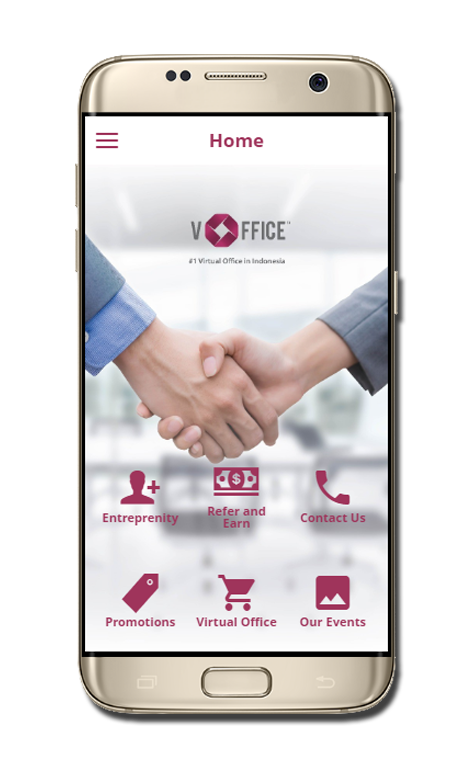 Home
VOFFICE™
#1 Virtual Office in Indonesia
Entreprenity
Refer and
Earn
Contact Us
Promotions
Virtual Office
Our Events